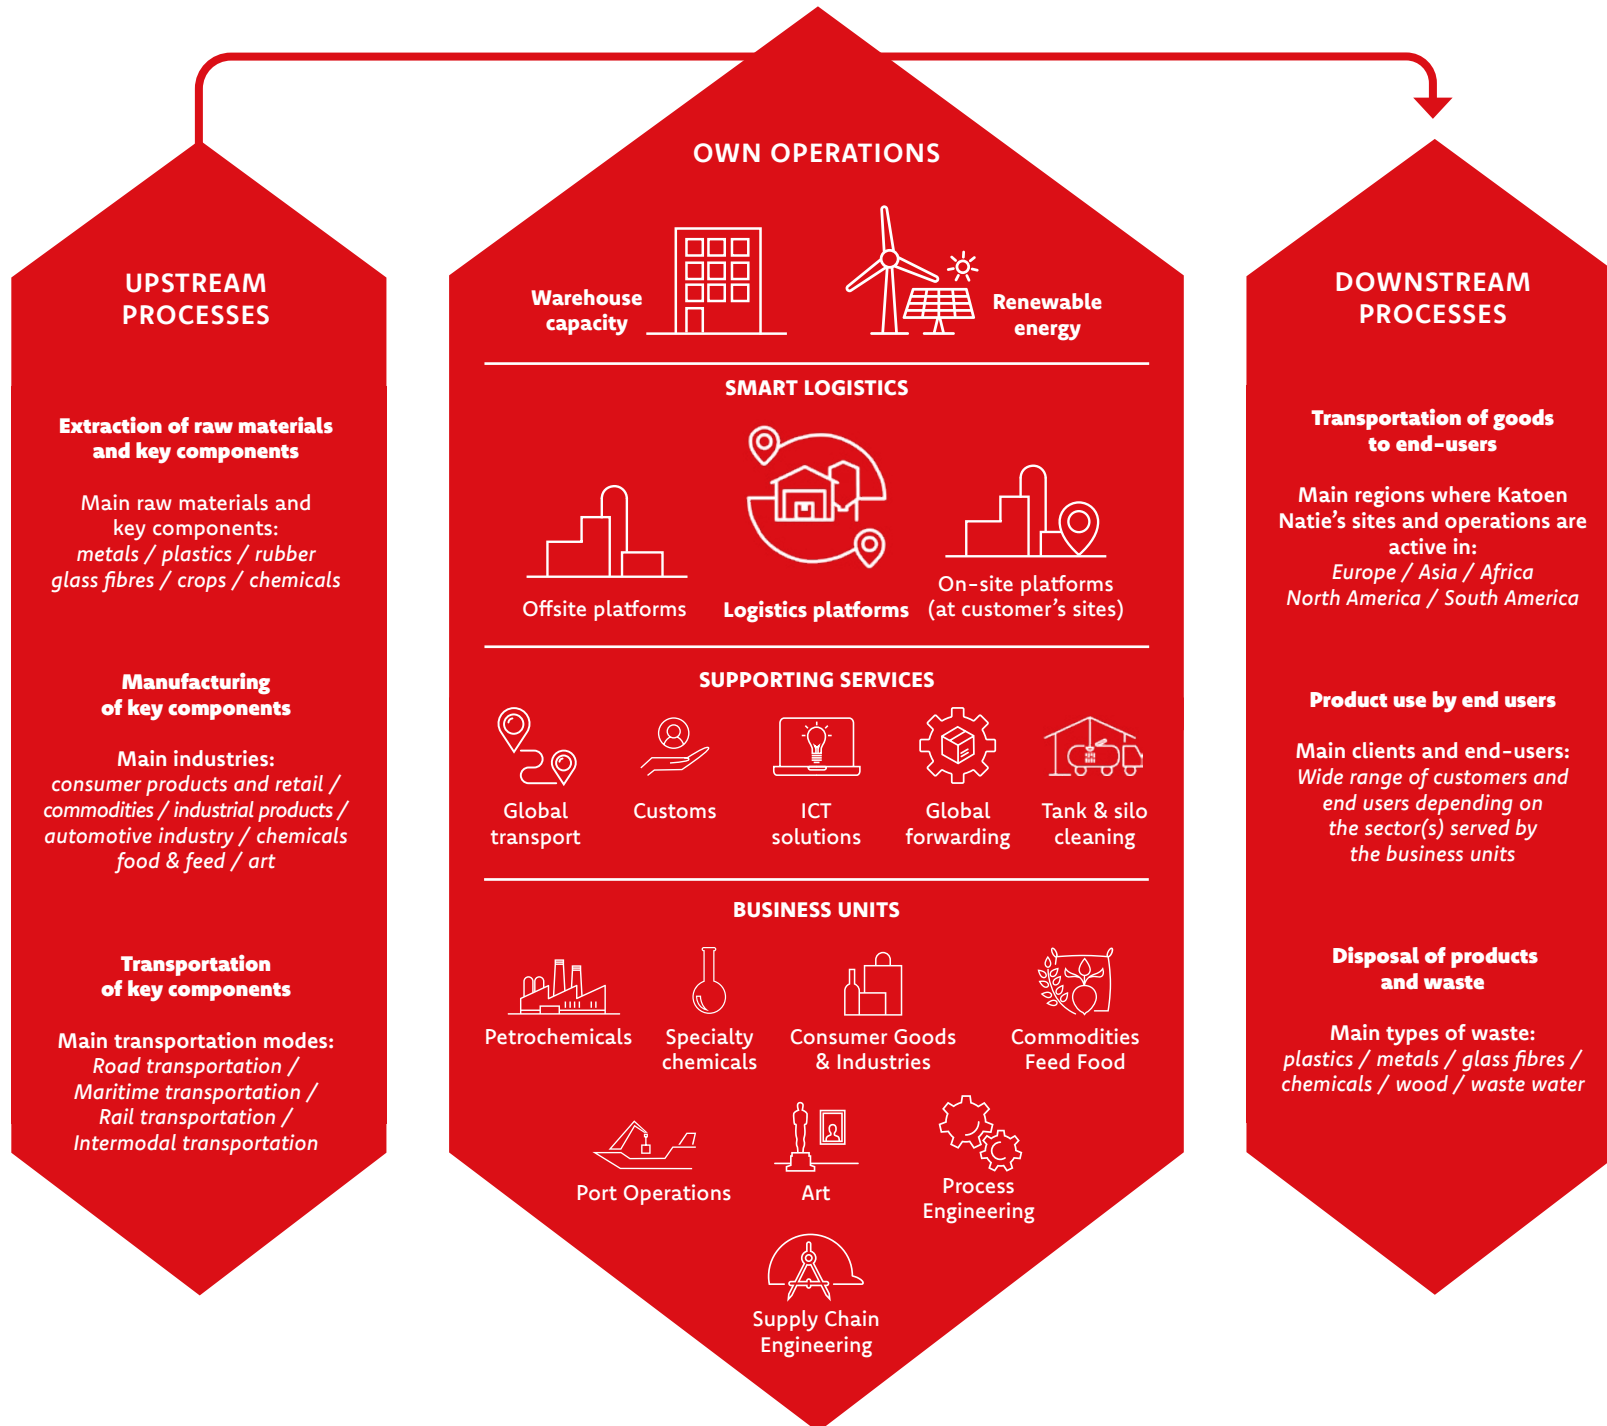 UPSTREAM
PROCESSES
Extraction of raw materials
and key components
Main raw materials and
key components:
metals / plastics / rubber
glass fibres / crops / chemicals
Manufacturing
of key components
Main industries:
consumer products and retail /
commodities / industrial products /
automotive industry / chemicals
food & feed / art
Transportation
of key components
Main transportation modes:
Road transportation /
Maritime transportation /
Rail transportation /
Intermodal transportation
OWN OPERATIONS
Warehouse
capacity
Renewable
energy
SMART LOGISTICS
Offsite platforms
Logistics platforms
On-site platforms
(at customer's sites)
SUPPORTING SERVICES
Global
transport
Customs
ICT
solutions
Global
forwarding
Tank & silo
cleaning
BUSINESS UNITS
Petrochemicals
Specialty
chemicals
Consumer Goods
& Industries
Commodities
Feed Food
Port Operations
Art
Process
Engineering
Supply Chain
Engineering
DOWNSTREAM
PROCESSES
Transportation of goods
to end-users
Main regions where Katoen
Natie's sites and operations are
active in:
Europe / Asia / Africa
North America / South America
Product use by end users
Main clients and end-users:
Wide range of customers and
end users depending on
the sector(s) served by
the business units
Disposal of products
and waste
Main types of waste:
plastics / metals / glass fibres /
chemicals / wood / waste water